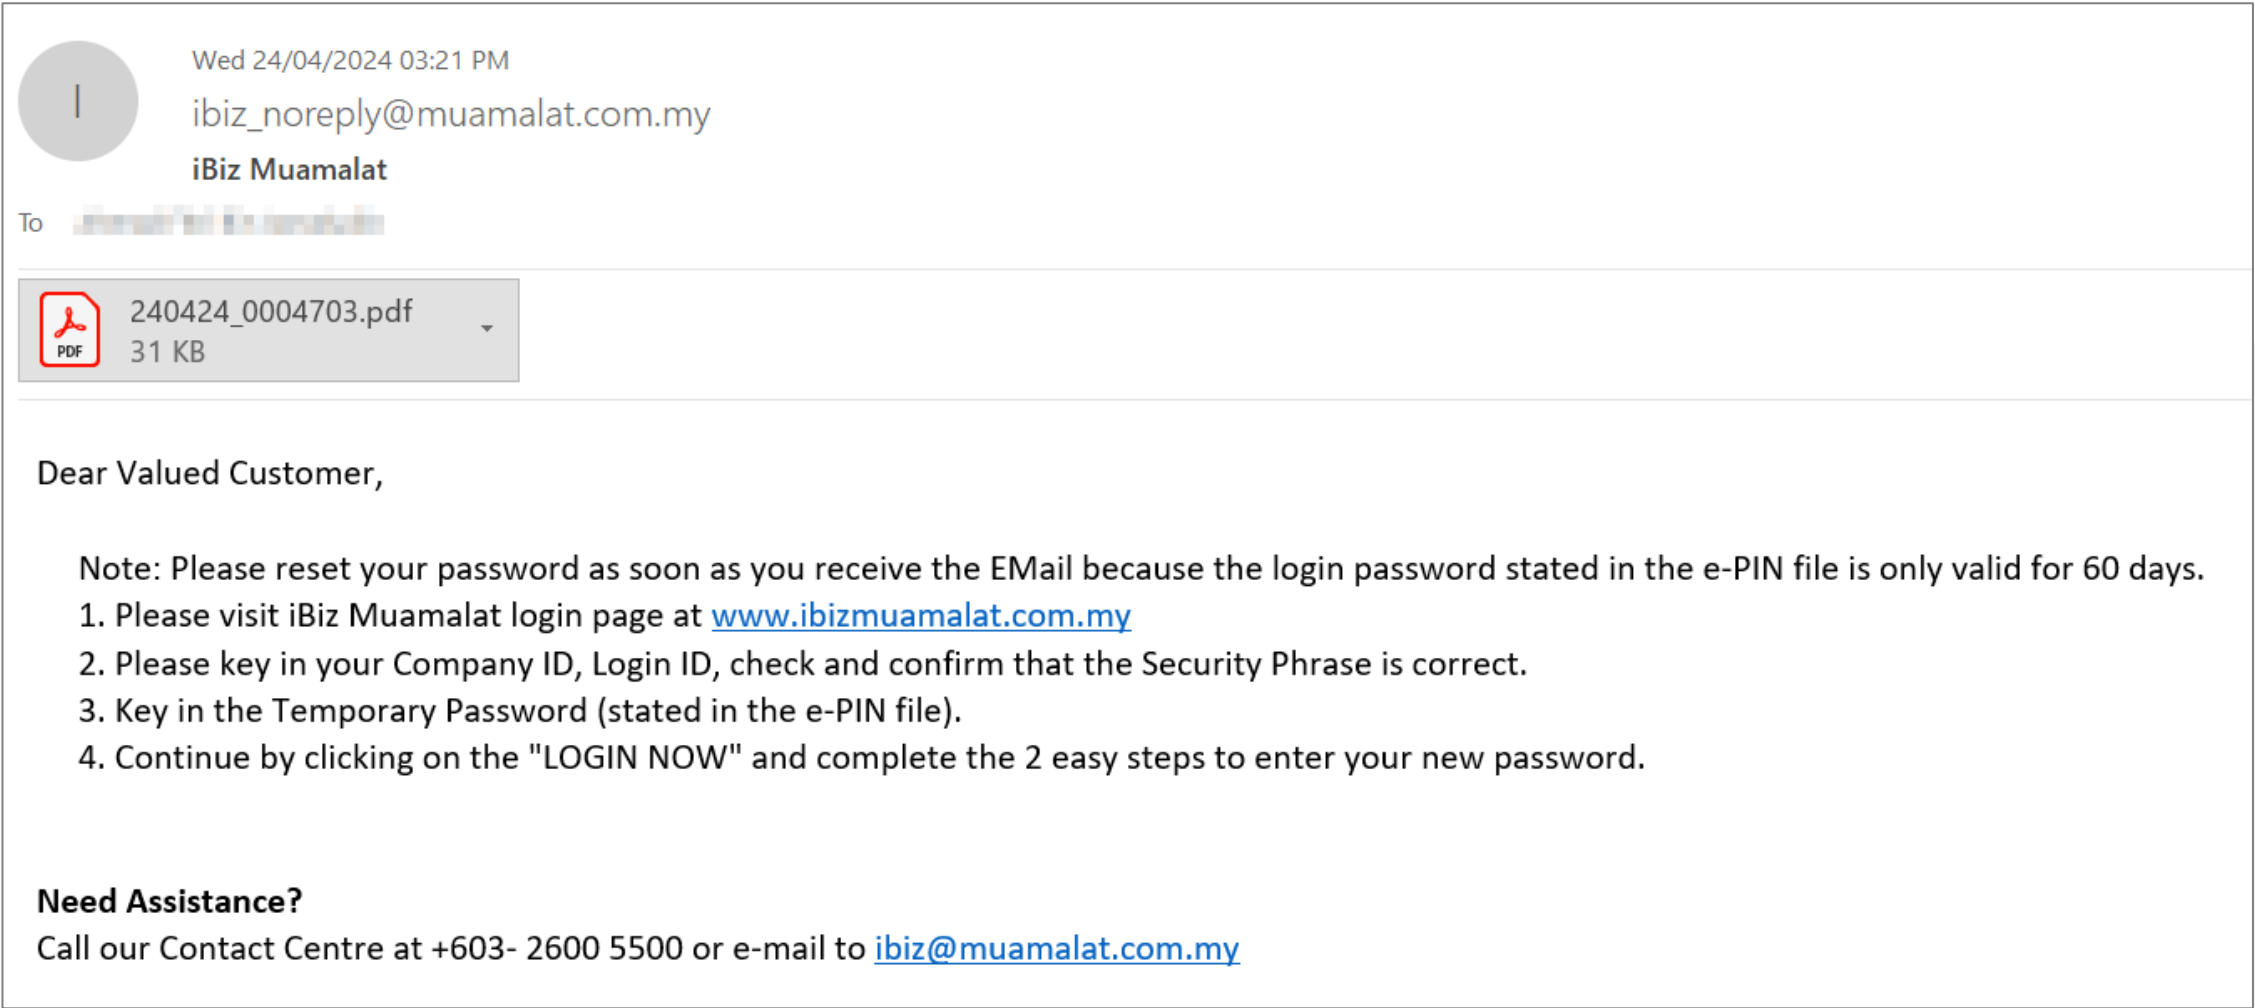 I
Wed 24/04/2024 03:21 PM
ibiz_noreply@muamalat.com.my
iBiz Muamalat
To
PDF
240424_0004703.pdf
31 KB
Dear Valued Customer,
Note: Please reset your password as soon as you receive the EMail because the login password stated in the e-PIN file is only valid for 60 days.
1. Please visit iBiz Muamalat login page at www.ibizmuamalat.com.my
2. Please key in your Company ID, Login ID, check and confirm that the Security Phrase is correct.
3. Key in the Temporary Password (stated in the e-PIN file).
4. Continue by clicking on the "LOGIN NOW" and complete the 2 easy steps to enter your new password.
Need Assistance?
Call our Contact Centre at +603- 2600 5500 or e-mail to ibiz@muamalat.com.my